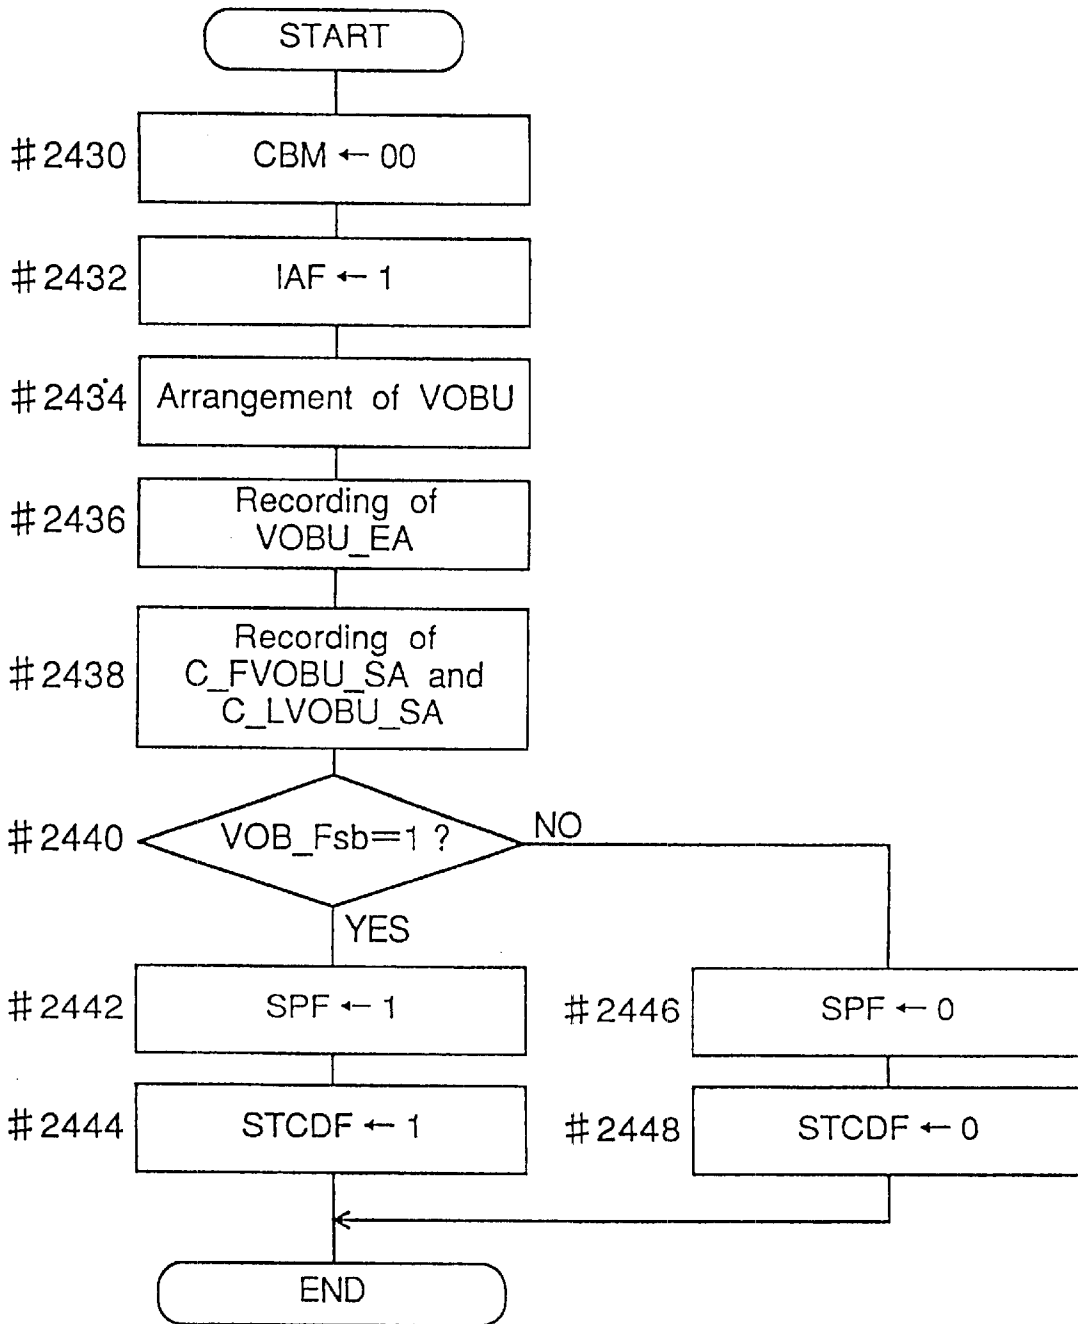 START
#2430
CBM ← 00
#2432
IAF ← 1
#2434
Arrangement of VOBU
#2436
Recording of
VOBU_EA
#2438
Recording of
C_FVOBU_SA and
C_LVOBU_SA
#2440
VOB_Fsb=1 ?
NO
YES
#2442
SPF ← 1
#2446
SPF ← 0
#2444
STCDF ← 1
#2448
STCDF ← 0
END